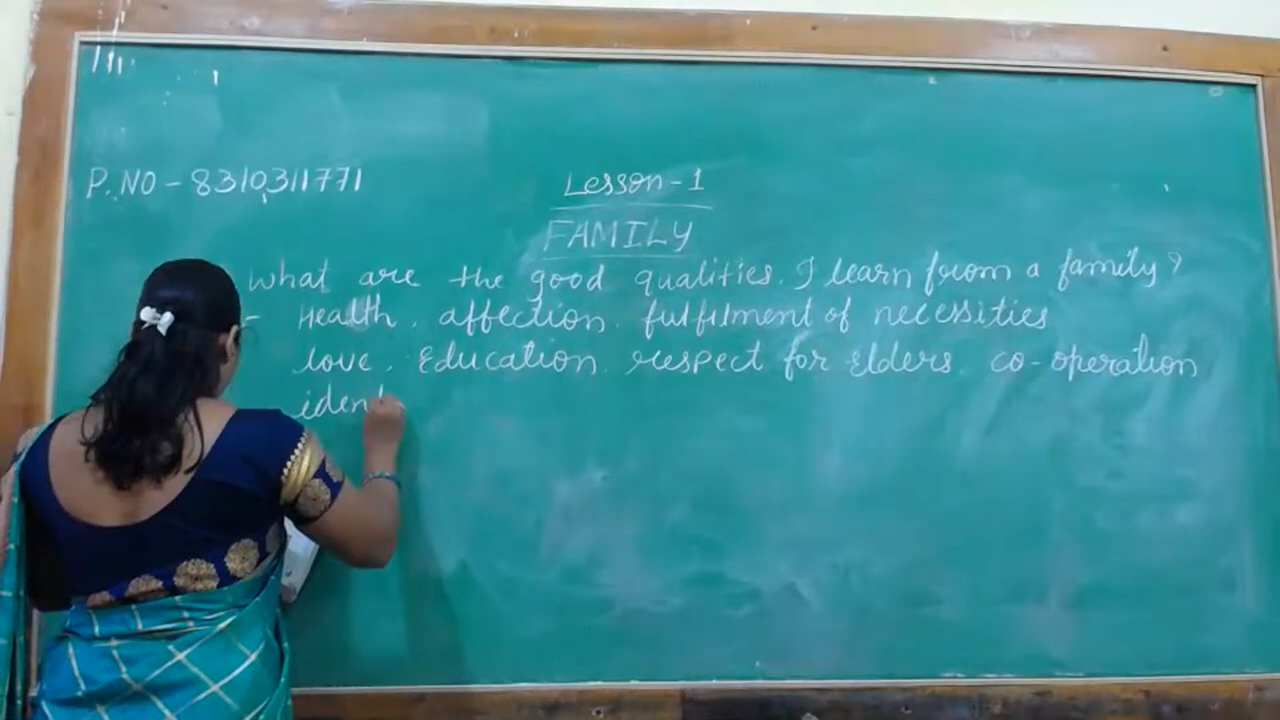 P.NO - 8310311771
Lesson - 1
FAMILY
What are the good qualities. I learn from a family?
- Health, affection, fulfilment of necessities
love, Education, respect for Elders, co-operation
ident